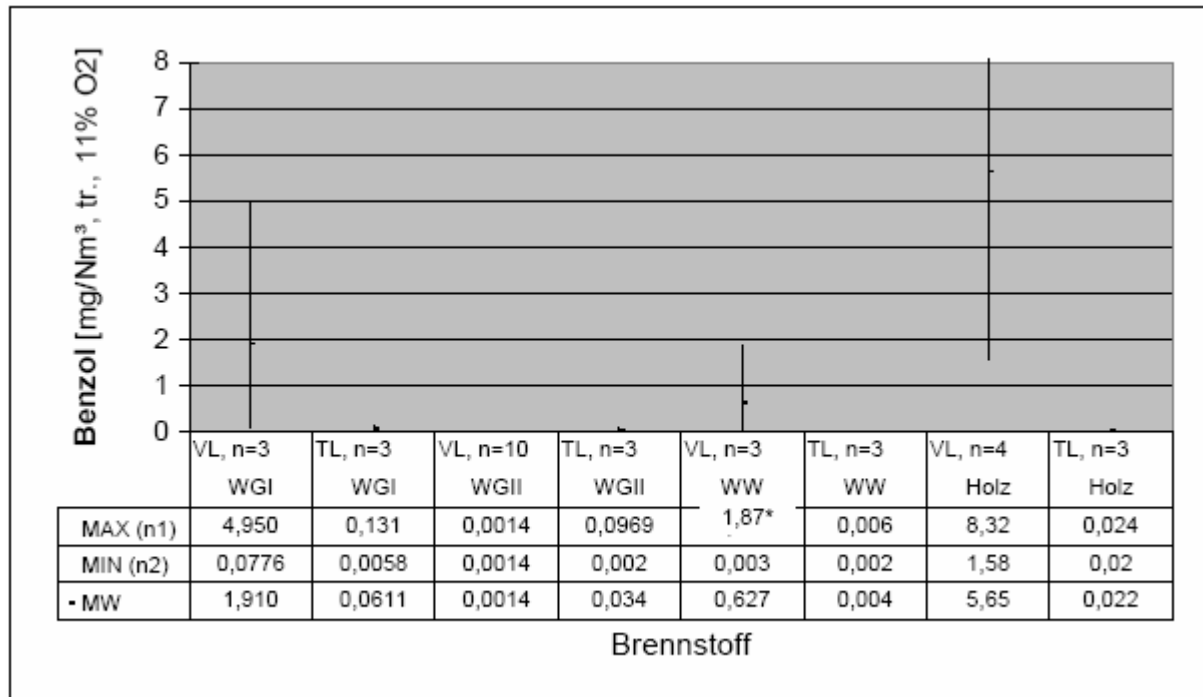 Benzol [mg/Nm³, tr., 11% O2]
8
7
6
5
4
3
2
1
0
VL, n=3 TL, n=3 VL, n=10 TL, n=3 VL, n=3 TL, n=3 VL, n=4 TL, n=3
WGI WGI WGII WGII WW WW Holz Holz
MAX (n1) 4,950 0,131 0,0014 0,0969 1,87* 0,006 8,32 0,024
MIN (n2) 0,0776 0,0058 0,0014 0,002 0,003 0,002 1,58 0,02
MW 1,910 0,0611 0,0014 0,034 0,627 0,004 5,65 0,022
Brennstoff